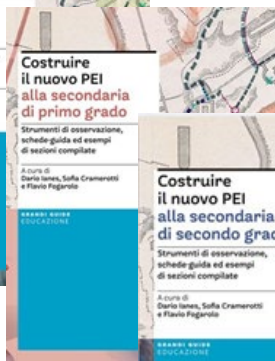 Costruire
il nuovo PEI
alla secondaria
di primo grado
Strumenti di osservazione,
schede-guida ed esempi
di sezioni compilate
A cura di
Dario Ianes, Sofia Cramerotti
e Flavio Fogarolo
GRANDI GUIDE
EDUCAZIONE
Costruire
il nuovo PEI
alla secondaria
di secondo grad
Strumenti di osservazione,
schede-guida ed esempi
di sezioni compilate
A cura di
Dario Ianes, Sofia Cramerotti
e Flavio Fogarolo
GRANDI GUIDE
EDUCAZIONE